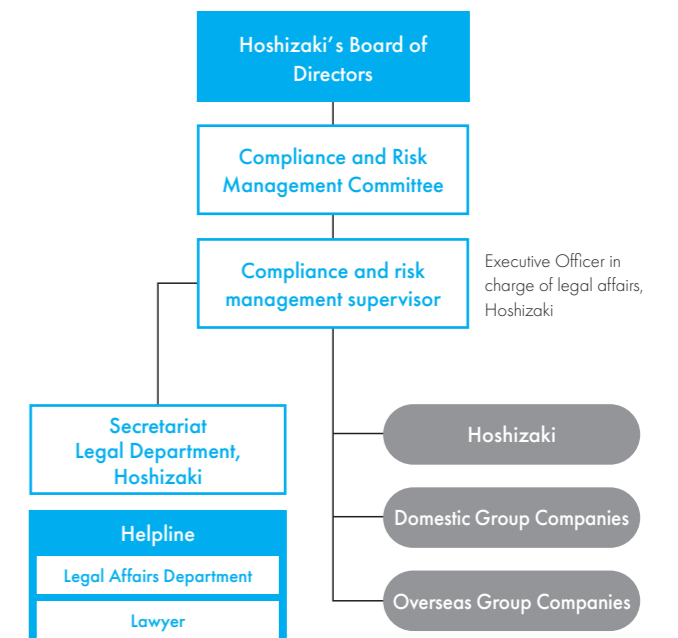 Hoshizaki’s Board of
Directors
Compliance and Risk
Management Committee
Compliance and risk
management supervisor
Executive Officer in
charge of legal affairs,
Hoshizaki
Secretariat
Legal Department,
Hoshizaki
Helpline
Legal Affairs Department
Lawyer
Hoshizaki
Domestic Group Companies
Overseas Group Companies